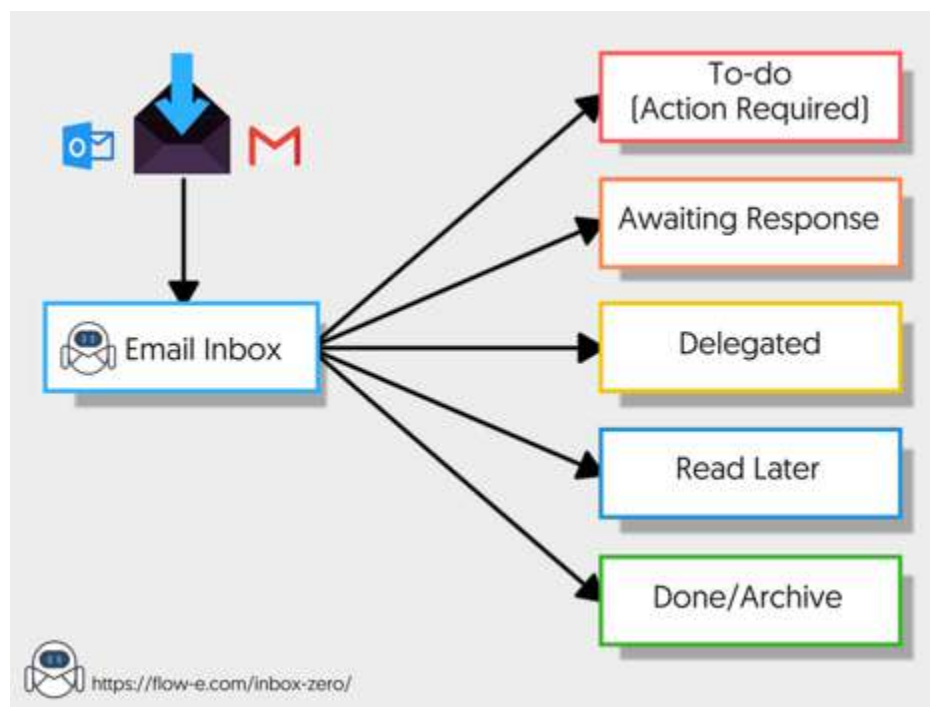 To-do
(Action Required)
Awaiting Response
Email Inbox
Delegated
Read Later
Done/Archive
https://flow-e.com/inbox-zero/